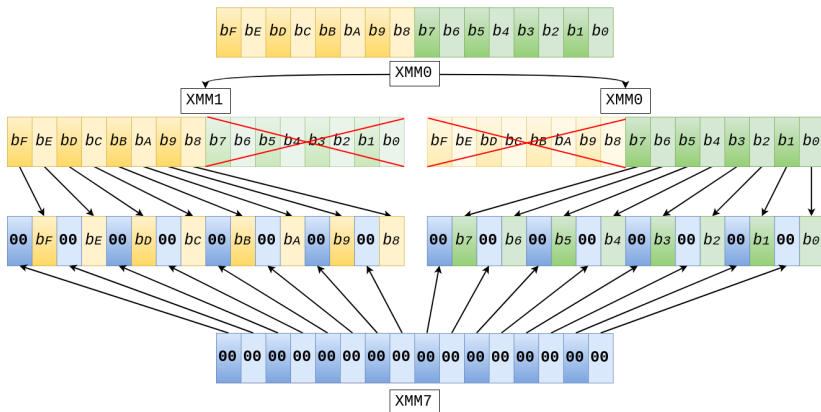 bF bE bD bC bB bA b9 b8 b7 b6 b5 b4 b3 b2 b1 b0
XMM0
XMM1 XMM0
bF bE bD bC bB bA b9 b8 b7 b6 b5 b4 b3 b2 b1 b0 bF bE bD bC bB bA b9 b8 b7 b6 b5 b4 b3 b2 b1 b0
00 bF 00 bE 00 bD 00 bC 00 bB 00 bA 00 b9 00 b8 00 b7 00 b6 00 b5 00 b4 00 b3 00 b2 00 b1 00 b0
00 00 00 00 00 00 00 00 00 00 00 00 00 00 00 00
XMM7